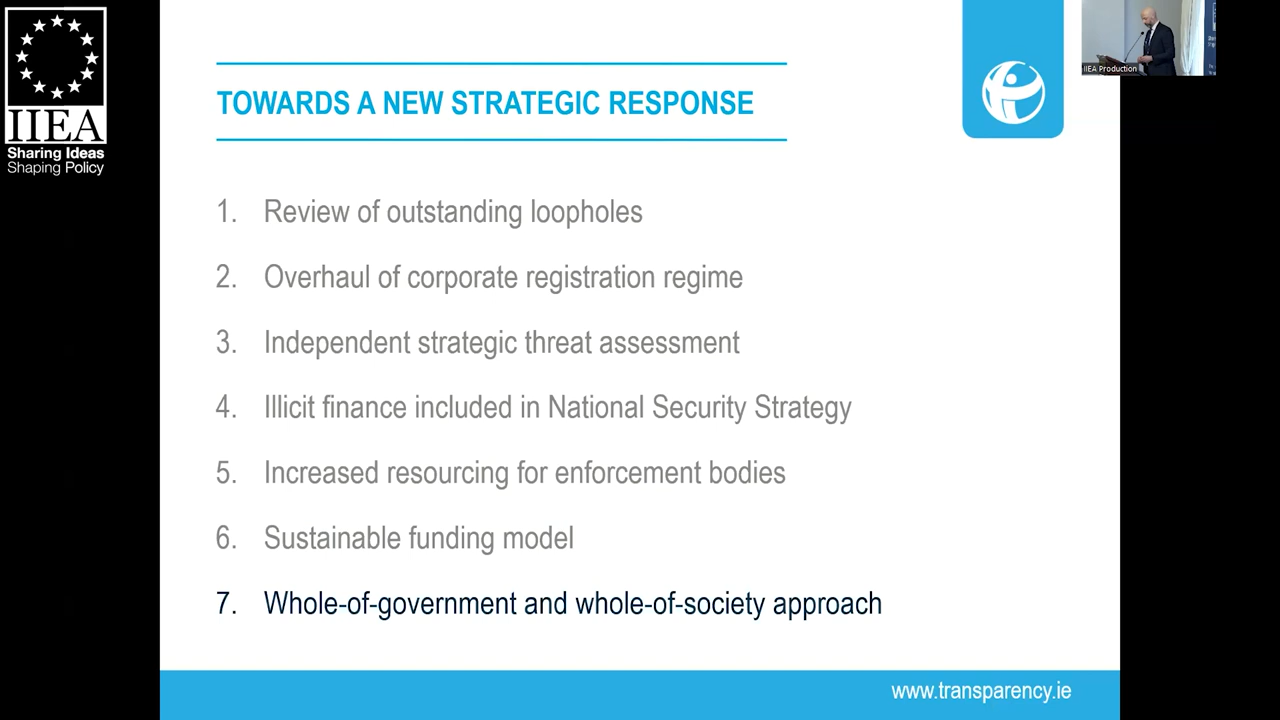 IIEA
Sharing Ideas
Shaping Policy
TOWARDS A NEW STRATEGIC RESPONSE
IIEA Production
1. Review of outstanding loopholes
2. Overhaul of corporate registration regime
3. Independent strategic threat assessment
4. Illicit finance included in National Security Strategy
5. Increased resourcing for enforcement bodies
6. Sustainable funding model
7. Whole-of-government and whole-of-society approach
www.transparency.ie